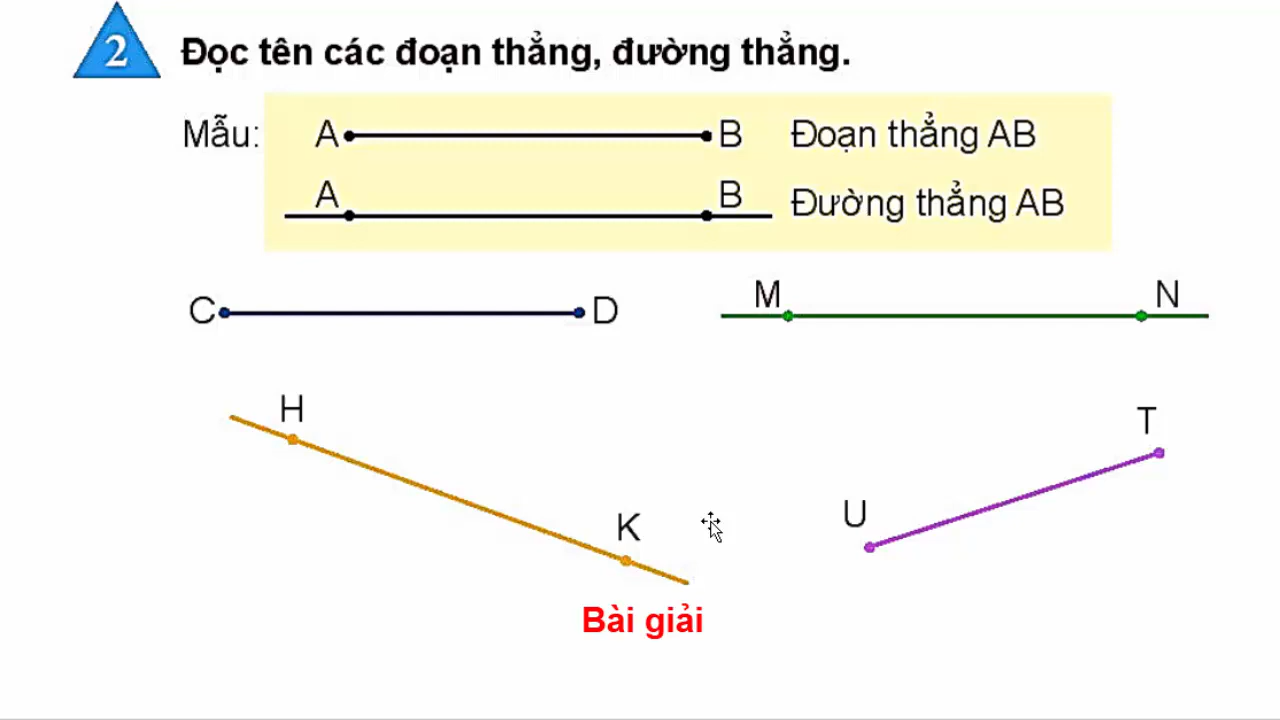 2 Đọc tên các đoạn thẳng, đường thẳng.
Mẫu: A B Đoạn thẳng AB
A B Đường thẳng AB
C D M N
H T
K U
Bài giải